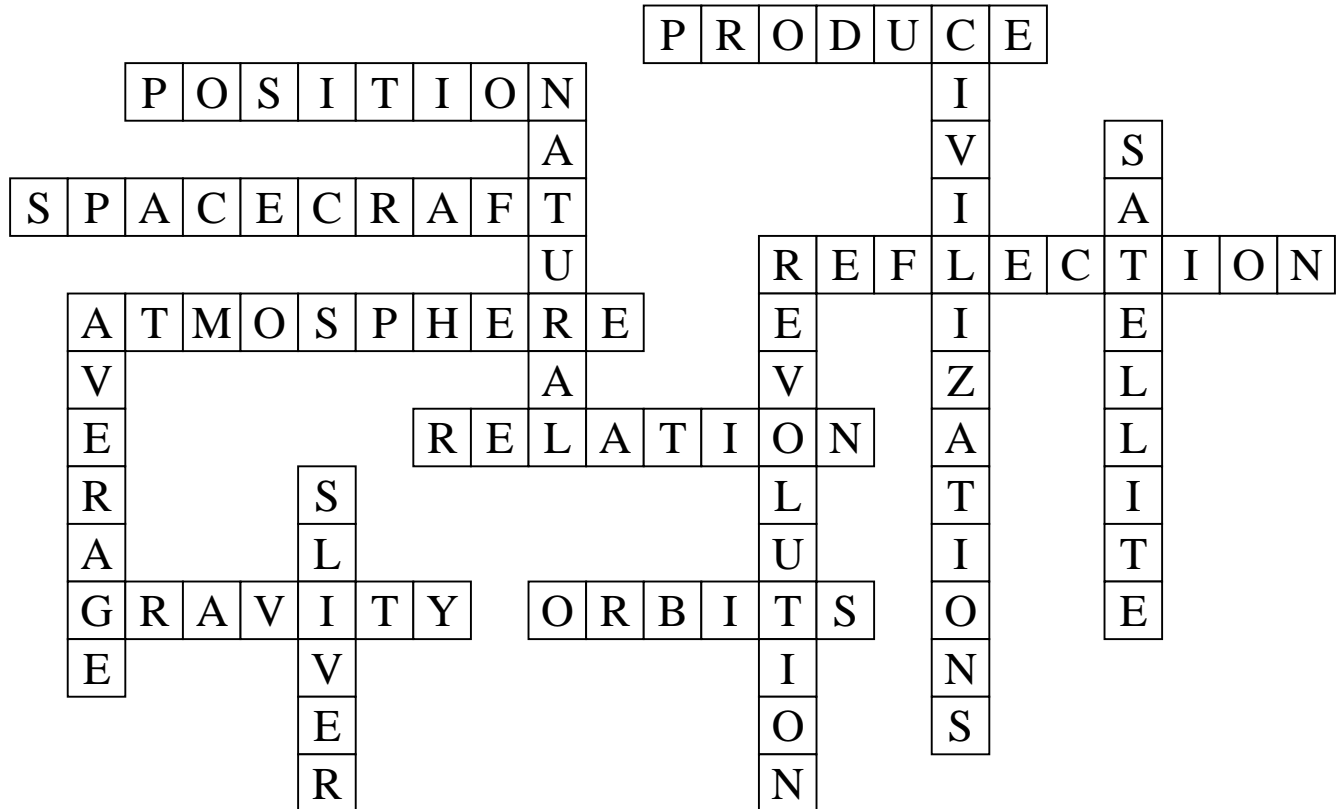 PRODUCE
POSITION
SPACECRAFT
REFLECTION
ATMOSPHERE
RELATION
GRAVITY
ORBITS
NATURAL
CIVILIZATIONS
SATELLITE
REVOLUTION
AVERAGE
SLIVER